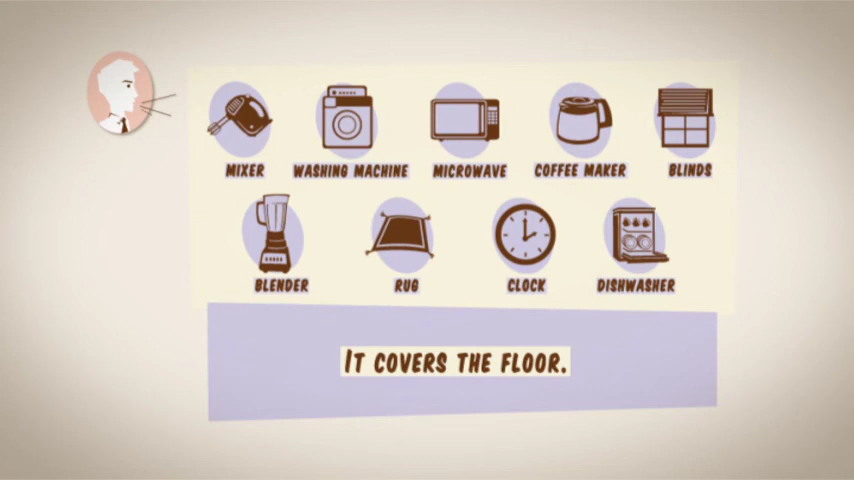 MIXER
WASHING MACHINE
MICROWAVE
COFFEE MAKER
BLINDS
BLENDER
RUG
CLOCK
DISHWASHER
IT COVERS THE FLOOR.